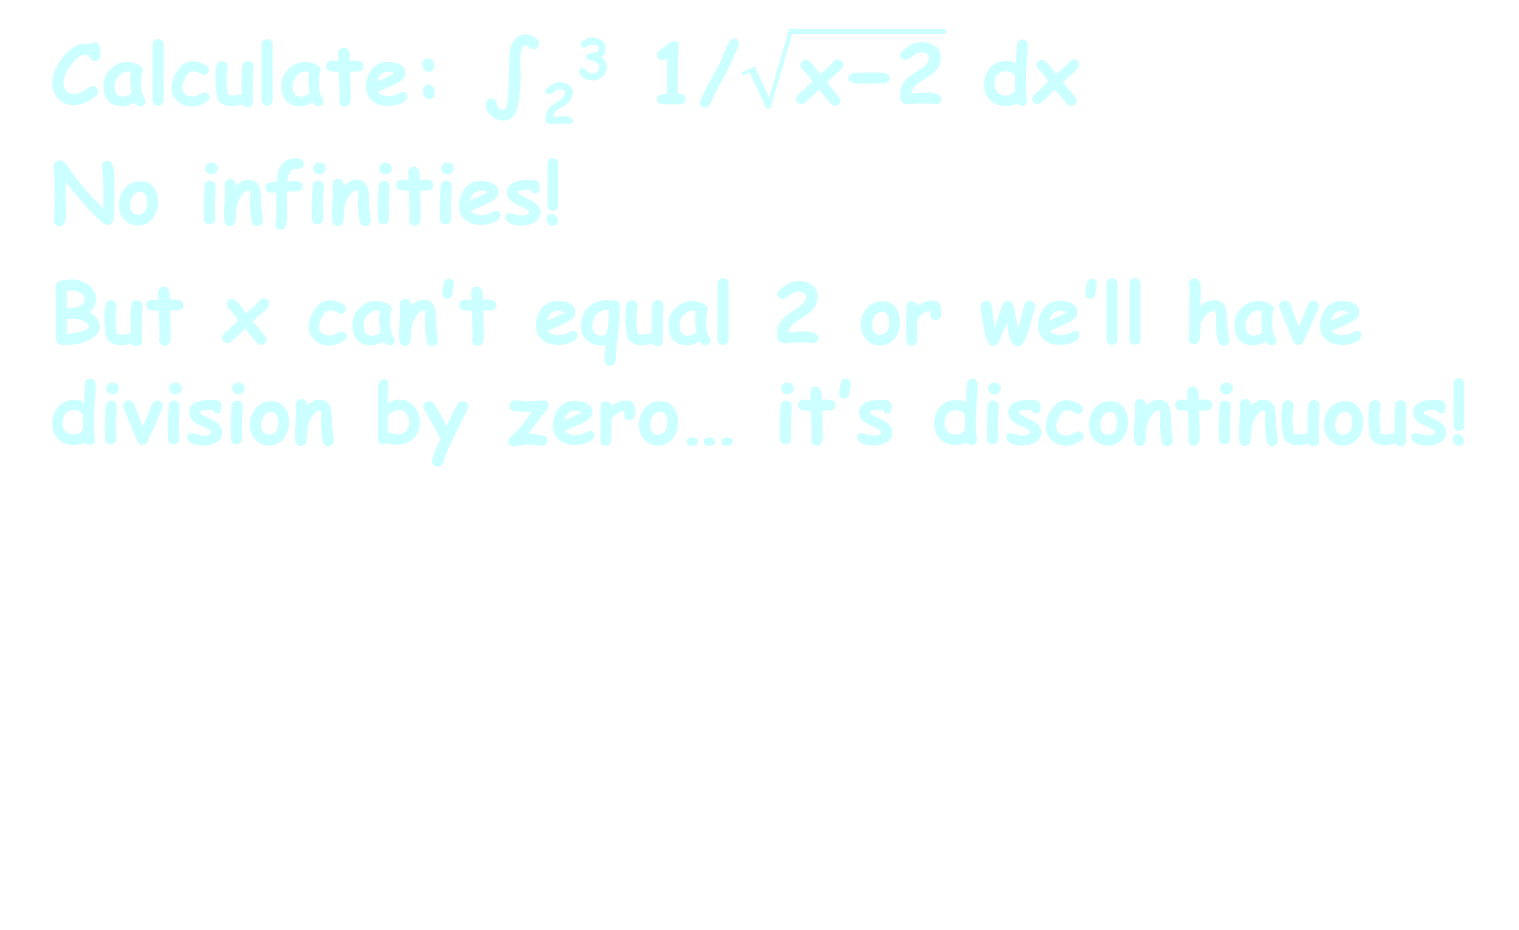 Calculate: ∫₂³ 1/√x–2 dx
No infinities!
But x can’t equal 2 or we’ll have
division by zero… it’s discontinuous!